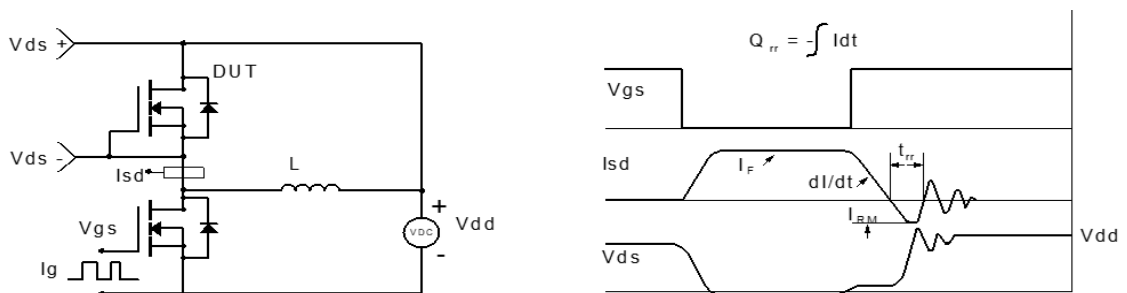 Vds +
DUT
Vds -
Isd
L
Vgs
Ig
+
VDC
-
Vdd
Q rr = - ∫ Idt
Vgs
Isd
I F
dI/dt
t rr
I RM
Vds
Vdd